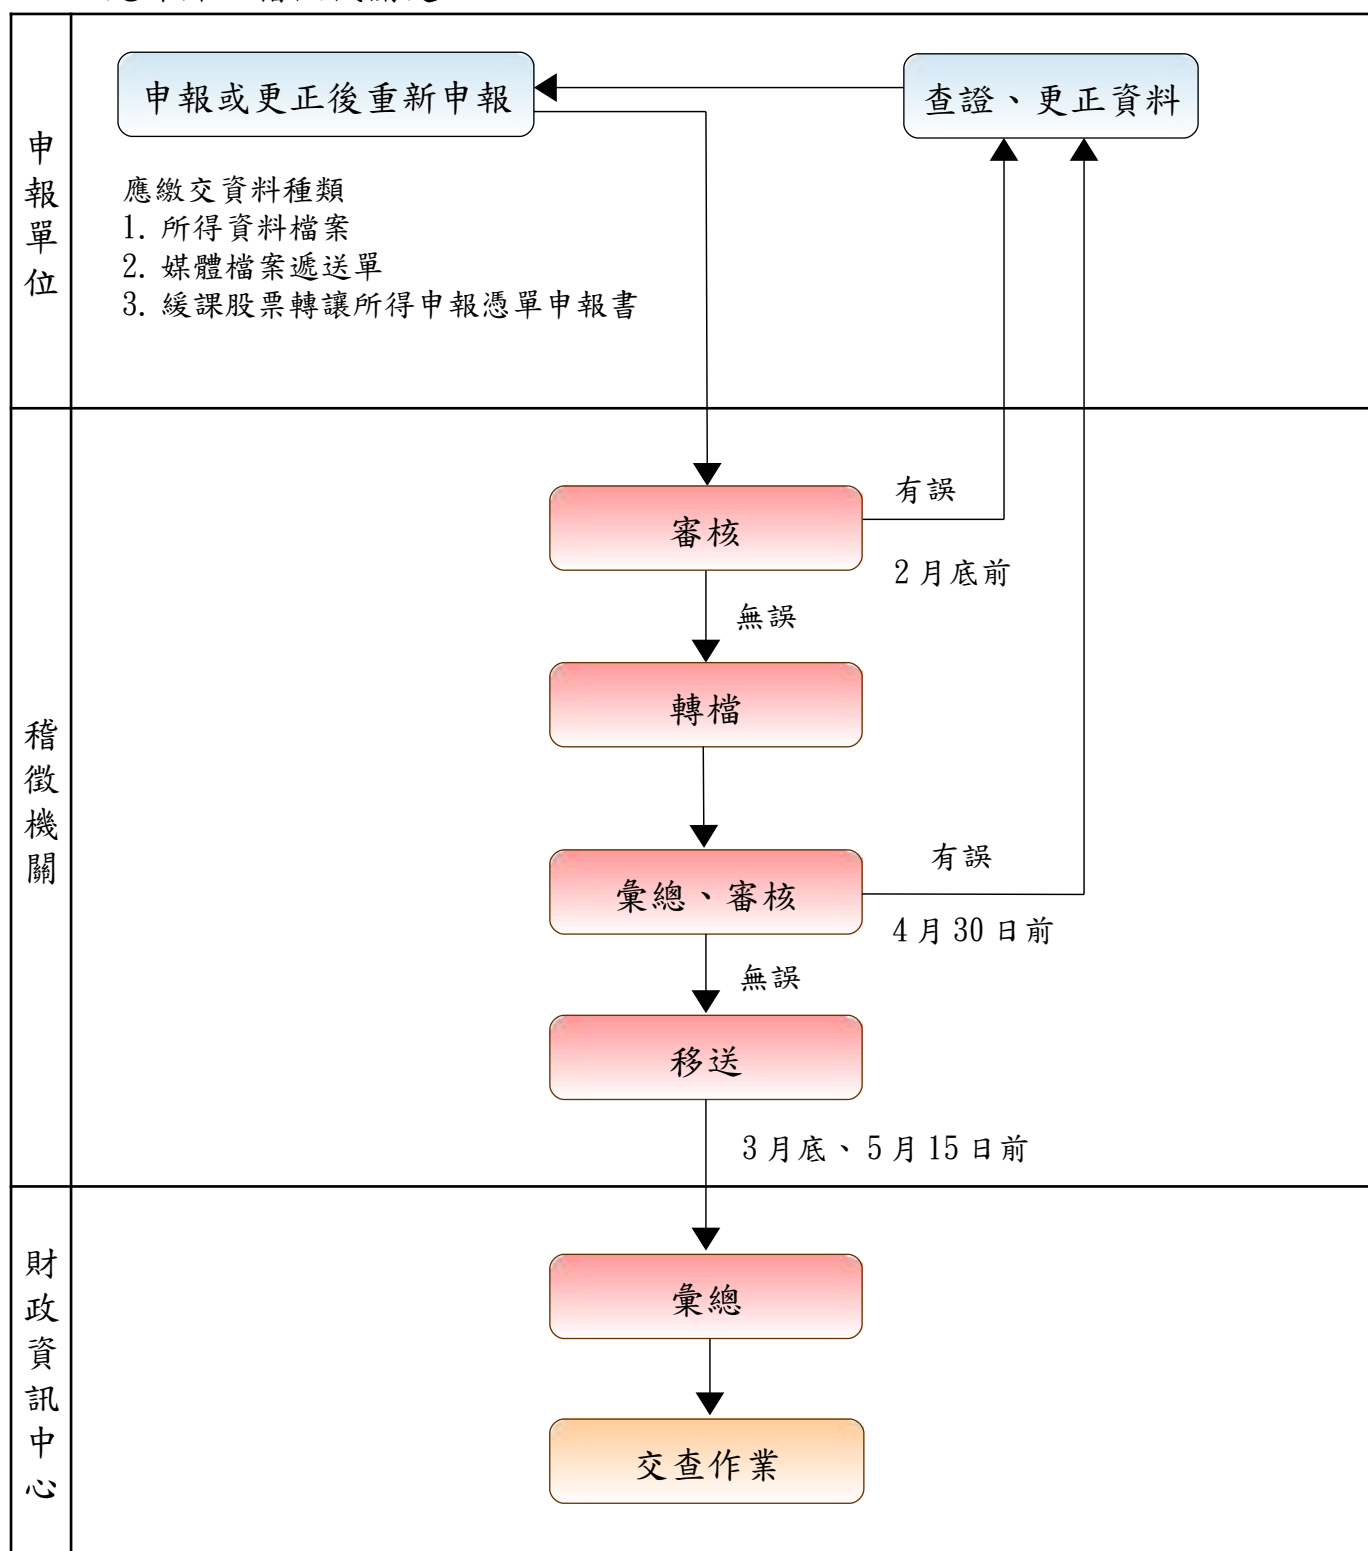 申報單位
申報或更正後重新申報
查證、更正資料
應繳交資料種類
1. 所得資料檔案
2. 媒體檔案遞送單
3. 緩課股票轉讓所得申報憑單申報書
稽徵機關
審核
有誤
2月底前
無誤
轉檔
彙總、審核
有誤
4月30日前
無誤
移送
3月底、5月15日前
財政資訊中心
彙總
交查作業